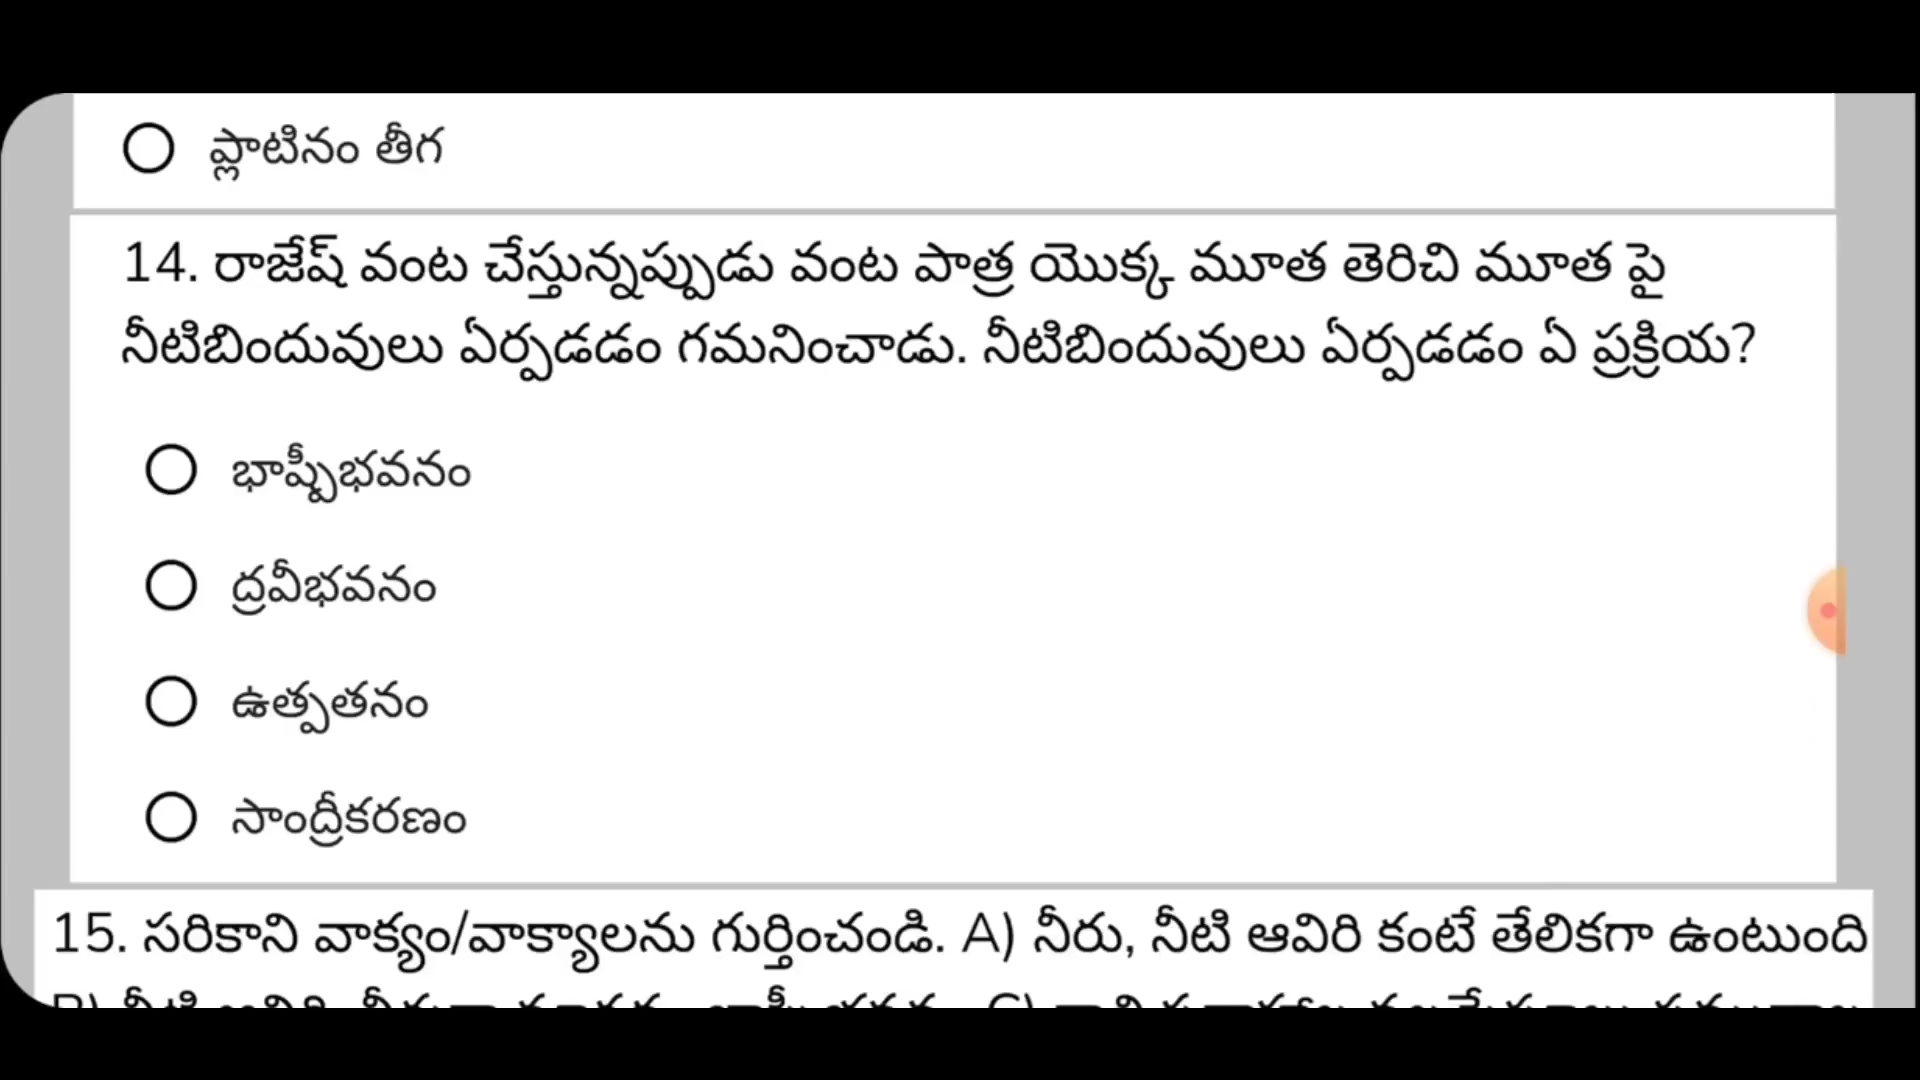 ప్లాటినం తీగ
14. రాజేష్ వంట చేస్తున్నప్పుడు వంట పాత్ర యొక్క మూత తెరిచి మూత పై
నీటిబిందువులు ఏర్పడడం గమనించాడు. నీటిబిందువులు ఏర్పడడం ఏ ప్రక్రియ?
భాష్పీభవనం
ద్రవీభవనం
ఉత్పతనం
సాంద్రీకరణం
15. సరికాని వాక్యం/వాక్యాలను గుర్తించండి. A) నీరు, నీటి ఆవిరి కంటే తేలికగా ఉంటుంది